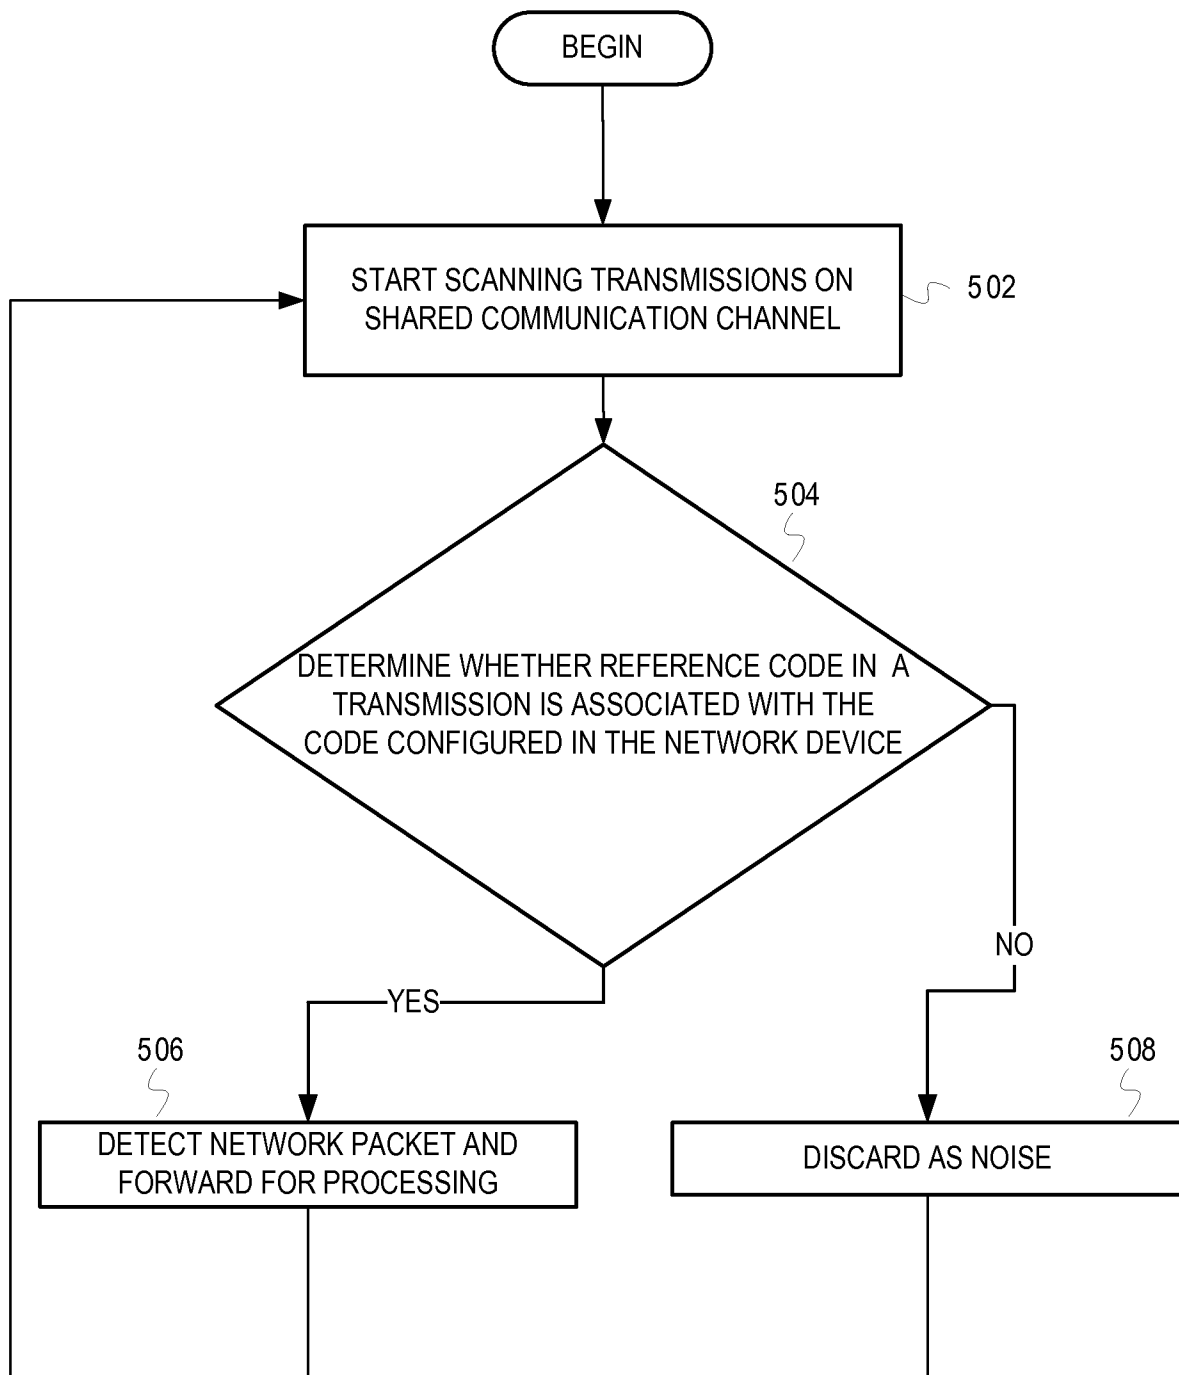 BEGIN
START SCANNING TRANSMISSIONS ON
SHARED COMMUNICATION CHANNEL
502
504
DETERMINE WHETHER REFERENCE CODE IN A
TRANSMISSION IS ASSOCIATED WITH THE
CODE CONFIGURED IN THE NETWORK DEVICE
NO
YES
506
508
DETECT NETWORK PACKET AND
FORWARD FOR PROCESSING
DISCARD AS NOISE